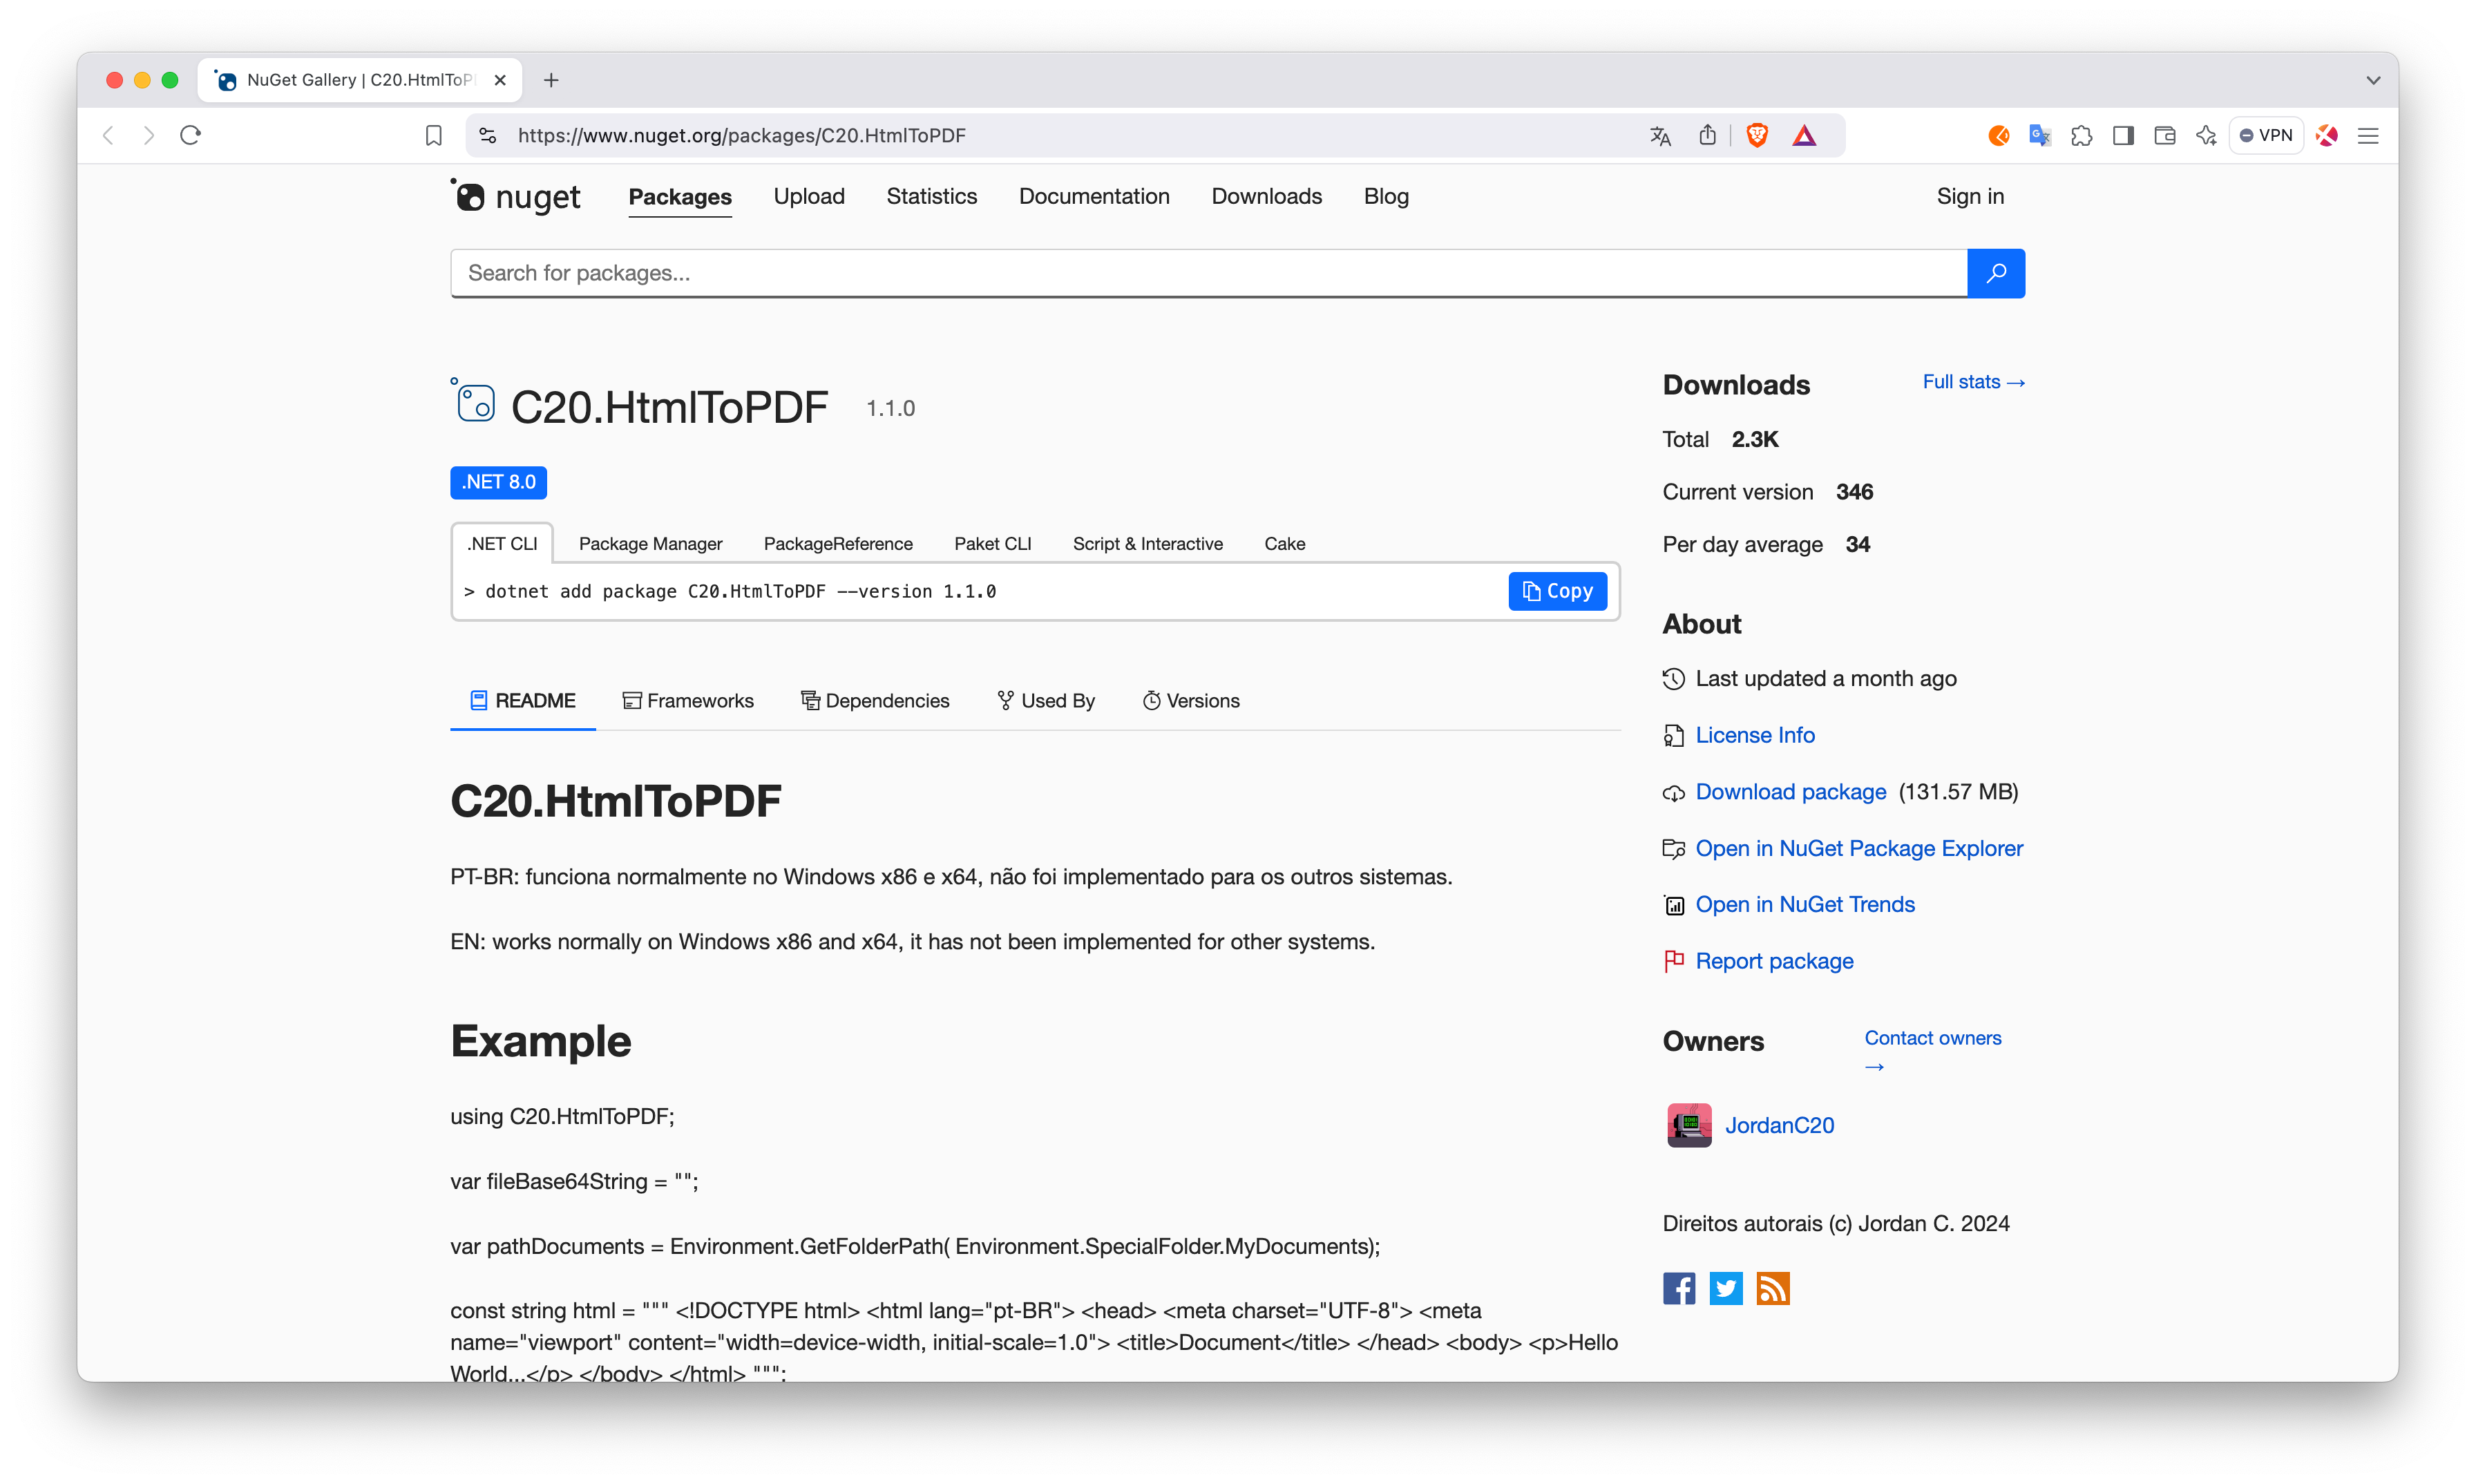 NuGet Gallery | C20.HtmlToP
https://www.nuget.org/packages/C20.HtmlToPDF
VPN
nuget
Packages
Upload
Statistics
Documentation
Downloads
Blog
Sign in
Search for packages...
C20.HtmlToPDF 1.1.0
.NET 8.0
.NET CLI
Package Manager
PackageReference
Paket CLI
Script & Interactive
Cake
> dotnet add package C20.HtmlToPDF --version 1.1.0
Copy
README
Frameworks
Dependencies
Used By
Versions
C20.HtmlToPDF
PT-BR: funciona normalmente no Windows x86 e x64, não foi implementado para os outros sistemas.
EN: works normally on Windows x86 and x64, it has not been implemented for other systems.
Example
using C20.HtmlToPDF;
var fileBase64String = "";
var pathDocuments = Environment.GetFolderPath( Environment.SpecialFolder.MyDocuments);
const string html = """ <!DOCTYPE html> <html lang="pt-BR"> <head> <meta charset="UTF-8"> <meta
name="viewport" content="width=device-width, initial-scale=1.0"> <title>Document</title> </head> <body> <p>Hello
World...</p> </body> </html> """;
Downloads
Full stats →
Total 2.3K
Current version 346
Per day average 34
About
Last updated a month ago
License Info
Download package (131.57 MB)
Open in NuGet Package Explorer
Open in NuGet Trends
Report package
Owners
Contact owners
→
JordanC20
Direitos autorais (c) Jordan C. 2024